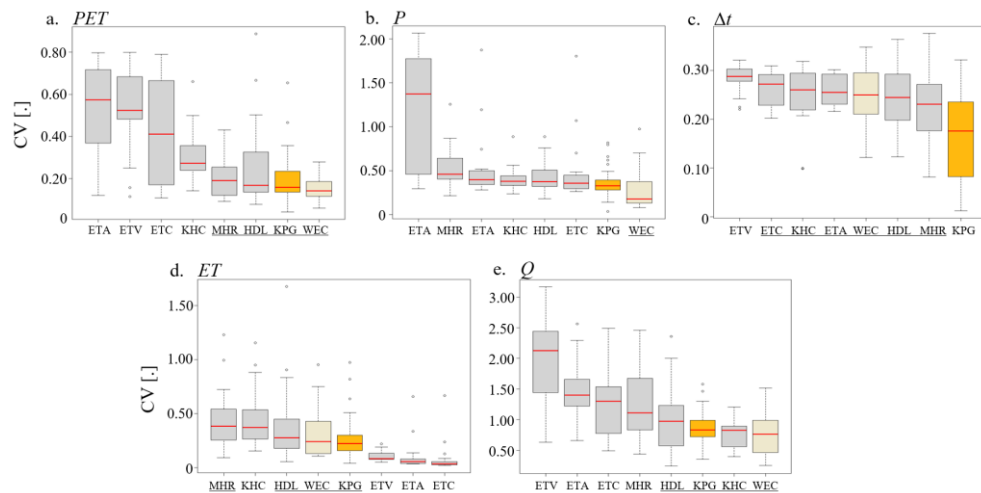 a. PET
b. P
c. Δt
CV [.]
0.80
0.60
0.40
0.20
0
ETA ETV ETC KHC MHR HDL KPG WEC
2.00
1.50
1.00
0.50
0
ETA MHR ETA KHC HDL ETC KPG WEC
0.30
0.20
0.10
0
ETV ETC KHC ETA WEC HDL MHR KPG
d. ET
e. Q
CV [.]
1.50
1.00
0.50
0
MHR KHC HDL WEC KPG ETV ETA ETC
3.00
2.50
2.00
1.50
1.00
0.50
ETV ETA ETC MHR HDL KPG KHC WEC